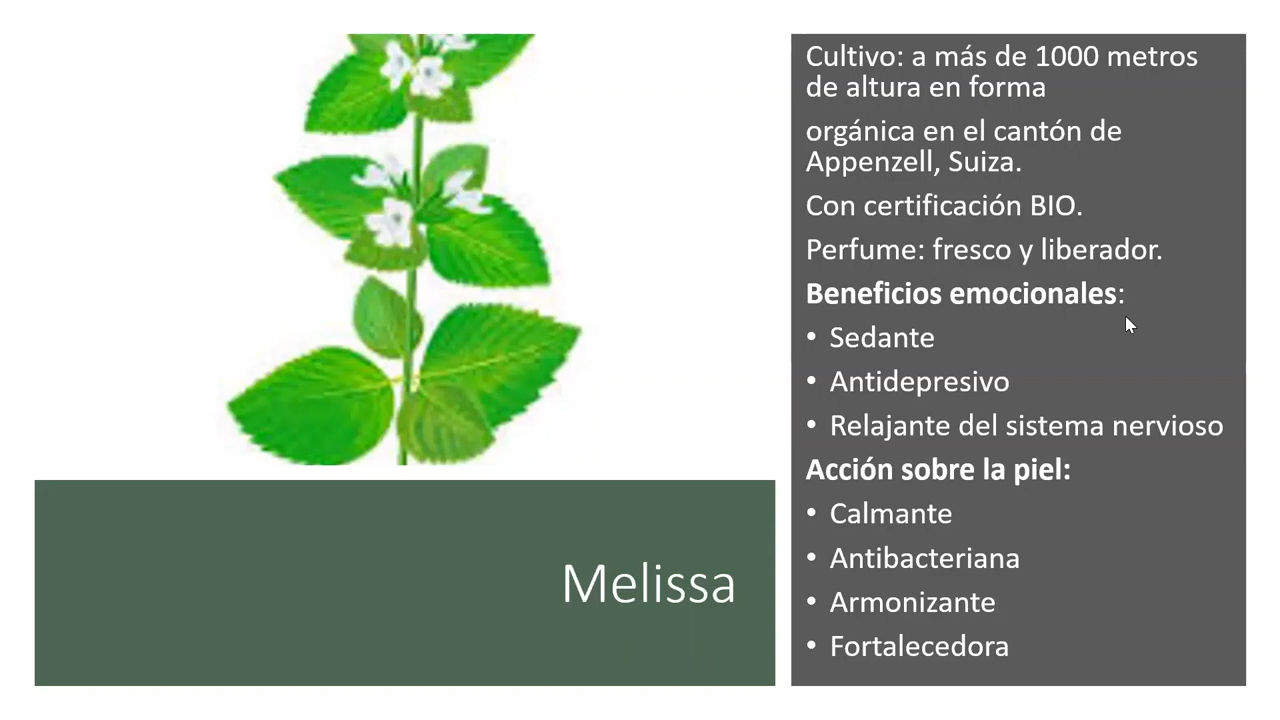 Cultivo: a más de 1000 metros
de altura en forma
orgánica en el cantón de
Appenzell, Suiza.
Con certificación BIO.
Perfume: fresco y liberador.
Beneficios emocionales:
• Sedante
• Antidepresivo
• Relajante del sistema nervioso
Acción sobre la piel:
• Calmante
• Antibacteriana
• Armonizante
• Fortalecedora
Melissa